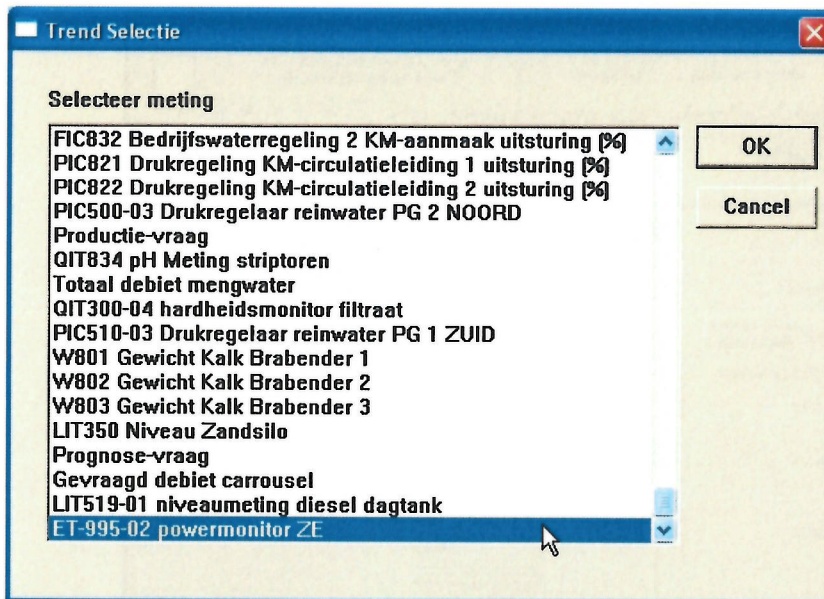 Trend Selectie
Selecteer meting
FIC832 Bedrijfswaterregeling 2 KM-aanmaak uitsturing (%)
PIC821 Drukregeling KM-circulatieleiding 1 uitsturing (%)
PIC822 Drukregeling KM-circulatieleiding 2 uitsturing (%)
PIC500-03 Drukregelaar reinwater PG 2 NOORD
Productie-vraag
QIT834 pH Meting striptoren
Totaal debiet mengwater
QIT300-04 hardheidsmonitor filtraat
PIC510-03 Drukregelaar reinwater PG 1 ZUID
W801 Gewicht Kalk Brabender 1
W802 Gewicht Kalk Brabender 2
W803 Gewicht Kalk Brabender 3
LIT350 Niveau Zandsilo
Prognose-vraag
Gevraagd debiet carrousel
LIT519-01 niveaumeting diesel dagtank
ET-995-02 powermonitor ZE
OK
Cancel